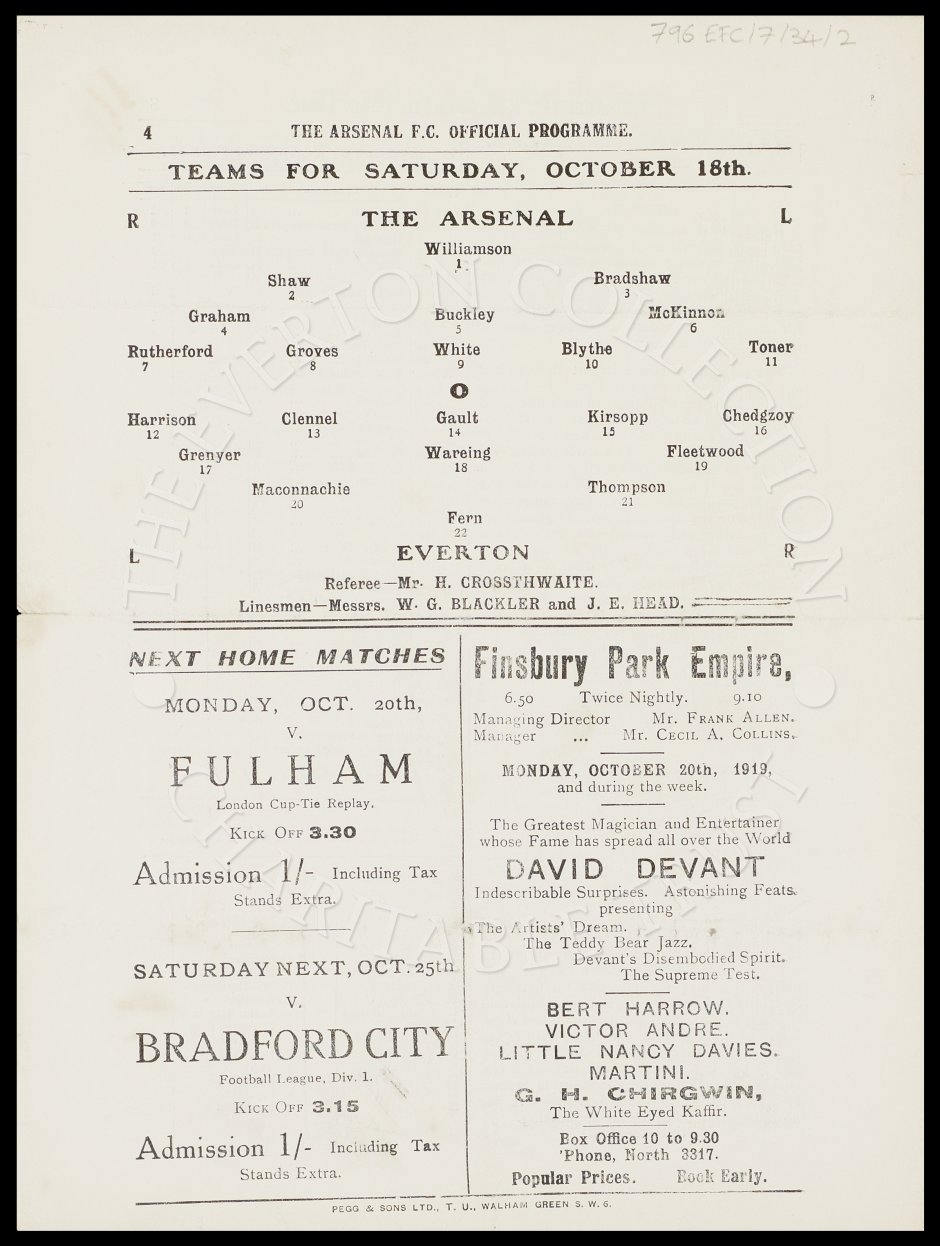 796 EFC/7/34/2
4 THE ARSENAL F.C. OFFICIAL PROGRAMME.
TEAMS FOR SATURDAY, OCTOBER 18th.
R THE ARSENAL L
Williamson
1
Shaw Bradshaw
2 3
Graham Buckley McKinnon
4 5 6
Rutherford Groves White Blythe Toner
7 8 9 10 11
O
Harrison Clennel Gault Kirsopp Chedgzoy
12 13 14 15 16
Grenyer Wareing Fleetwood
17 18 19
Maconnachie Thompson
20 21
Fern
22
L EVERTON R
Referee—Mr. H. CROSSTHWAITE.
Linesmen—Messrs. W. G. BLACKLER and J. E. HEAD.
NEXT HOME MATCHES
MONDAY, OCT. 20th,
V.
FULHAM
London Cup-Tie Replay.
KICK OFF 3.30
Admission 1/- Including Tax
Stands Extra.
SATURDAY NEXT, OCT. 25th
V.
BRADFORD CITY
Football League, Div. 1.
KICK OFF 3.15
Admission 1/- Including Tax
Stands Extra.
Finsbury Park Empire,
6.50 Twice Nightly. 9.10
Managing Director Mr. FRANK ALLEN.
Manager ... Mr. CECIL A. COLLINS.
MONDAY, OCTOBER 20th, 1919,
and during the week.
The Greatest Magician and Entertainer
whose Fame has spread all over the World
DAVID DEVANT
Indescribable Surprises. Astonishing Feats.
presenting
The Artists' Dream.
The Teddy Bear Jazz.
Devant's Disembodied Spirit.
The Supreme Test.
BERT HARROW.
VICTOR ANDRE.
LITTLE NANCY DAVIES.
MARTINI.
G. H. CHIRGWIN,
The White Eyed Kaffir.
Box Office 10 to 9.30
'Phone, North 3317.
Popular Prices. Book Early.
PEGG & SONS LTD., T. U., WALHAM GREEN S. W. 6.
THE EVERTON COLLECTION
CHARITABLE TRUST